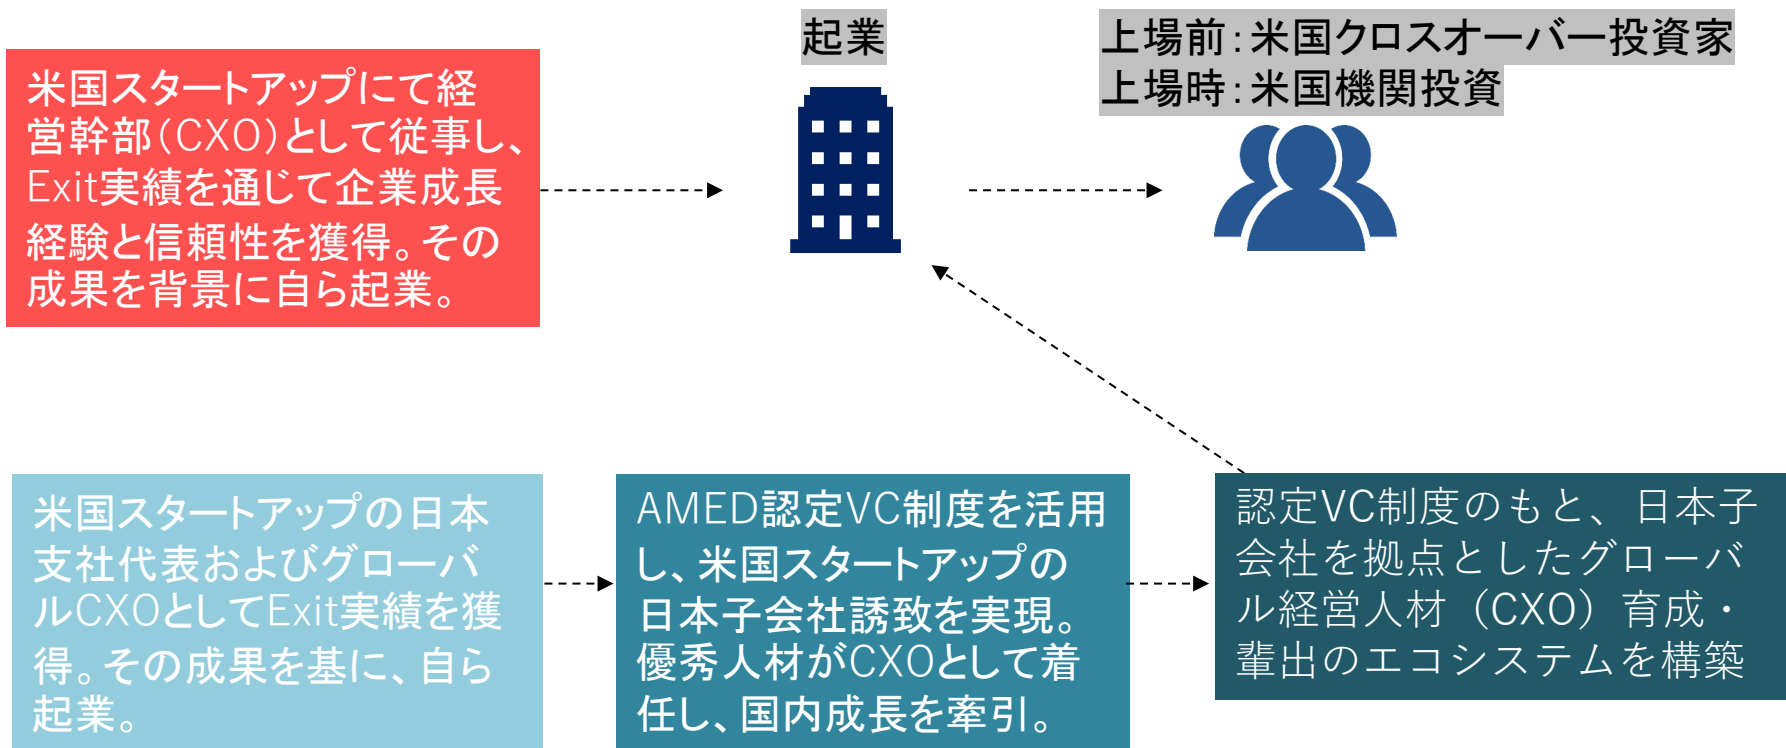 起業
上場前：米国クロスオーバー投資家
上場時：米国機関投資
米国スタートアップにて経
営幹部（CXO）として従事し、
Exit実績を通じて企業成長
経験と信頼性を獲得。その
成果を背景に自ら起業。
米国スタートアップの日本
支社代表およびグローバ
ルCXOとしてExit実績を獲
得。その成果を基に、自ら
起業。
AMED認定VC制度を活用
し、米国スタートアップの
日本子会社誘致を実現。
優秀人材がCXOとして着
任し、国内成長を牽引。
認定VC制度のもと、日本子
会社を拠点としたグローバ
ル経営人材（CXO）育成・
輩出のエコシステムを構築